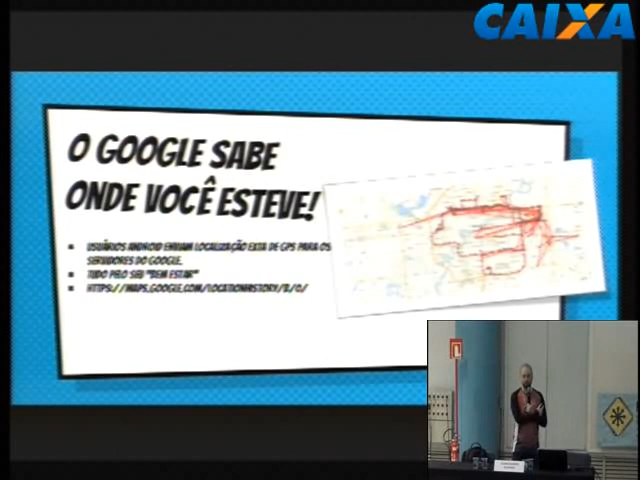 CAIXA
O GOOGLE SABE
ONDE VOCÊ ESTEVE!
USUÁRIOS ANDROID ENVIAM LOCALIZAÇÃO EXATA DE GPS PARA OS
SERVIDORES DO GOOGLE.
TUDO PELO SEU "BEM ESTAR"
HTTPS://MAPS.GOOGLE.COM/LOCATIONHISTORY/B/0/